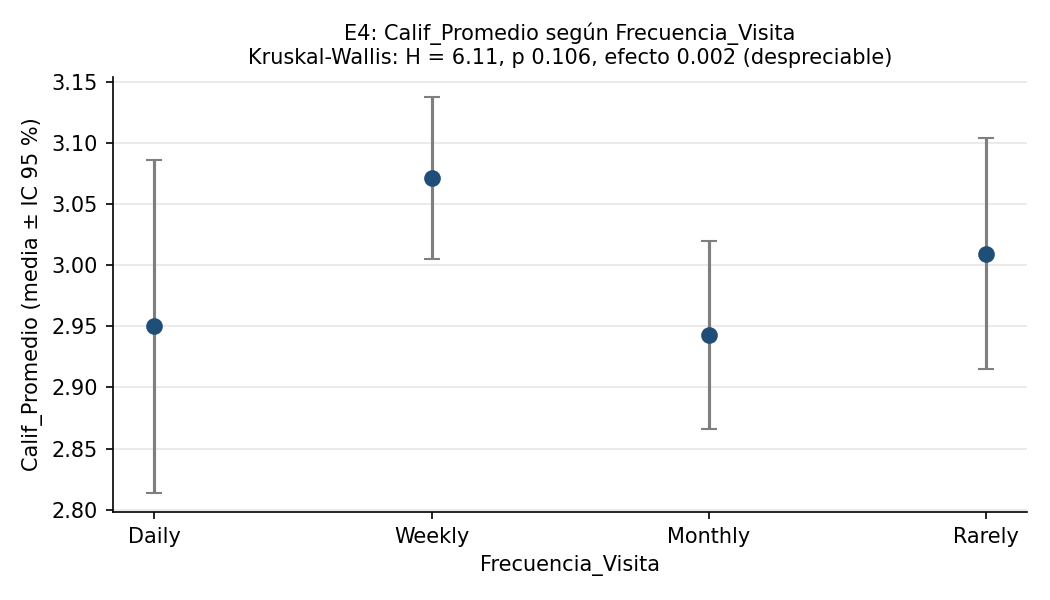 E4: Calif_Promedio según Frecuencia_Visita
Kruskal-Wallis: H = 6.11, p 0.106, efecto 0.002 (despreciable)
Calif_Promedio (media ± IC 95 %)
3.15
3.10
3.05
3.00
2.95
2.90
2.85
2.80
Daily
Weekly
Monthly
Rarely
Frecuencia_Visita